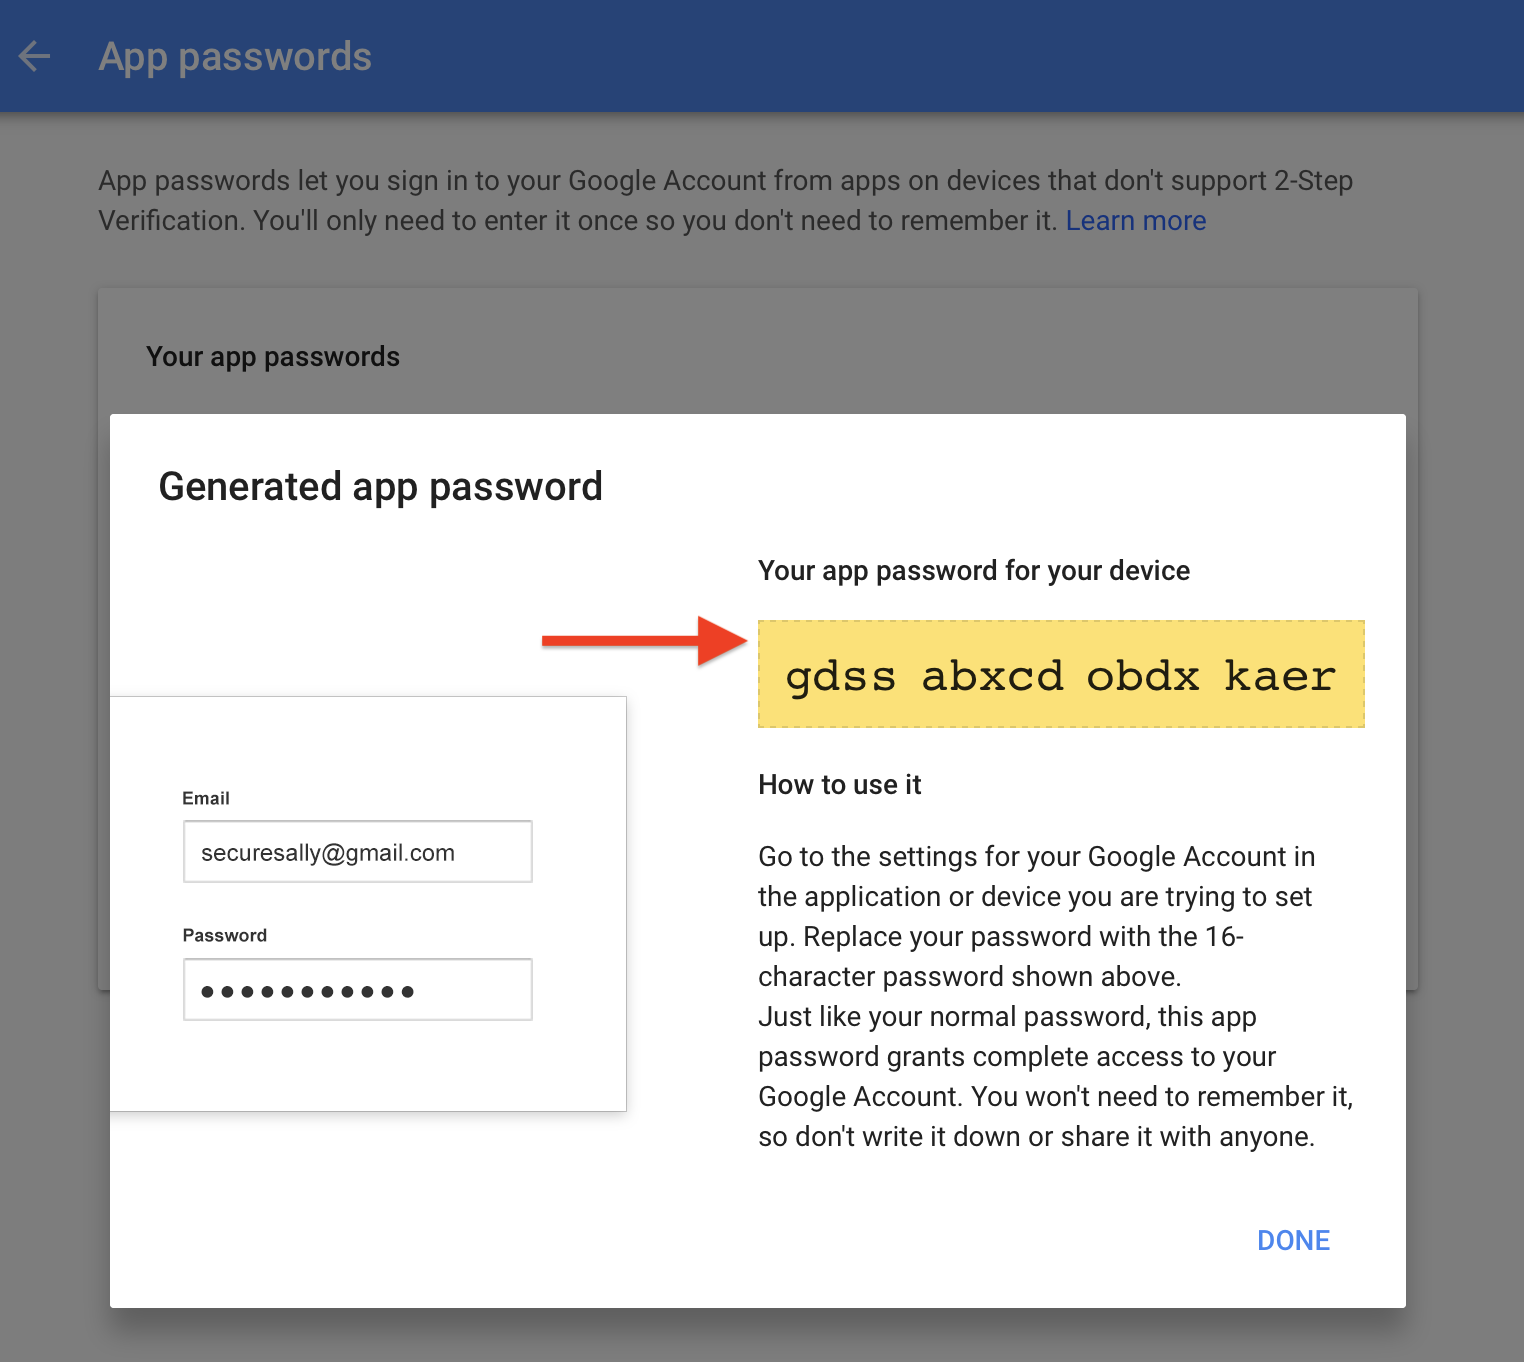 App passwords
App passwords let you sign in to your Google Account from apps on devices that don't support 2-Step
Verification. You'll only need to enter it once so you don't need to remember it. Learn more
Your app passwords
Generated app password
Your app password for your device
gdss abxcd obdx kaer
Email
securesally@gmail.com
Password
●●●●●●●●●●●
How to use it
Go to the settings for your Google Account in
the application or device you are trying to set
up. Replace your password with the 16-
character password shown above.
Just like your normal password, this app
password grants complete access to your
Google Account. You won't need to remember it,
so don't write it down or share it with anyone.
DONE